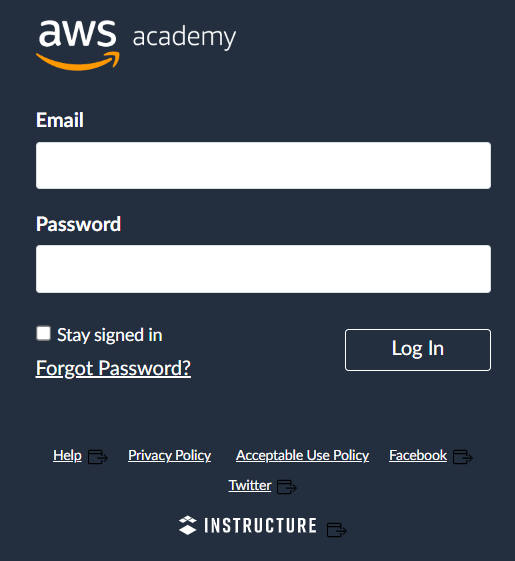 aws academy
Email
Password
Stay signed in
Log In
Forgot Password?
Help Privacy Policy Acceptable Use Policy Facebook
Twitter
INSTRUCTURE